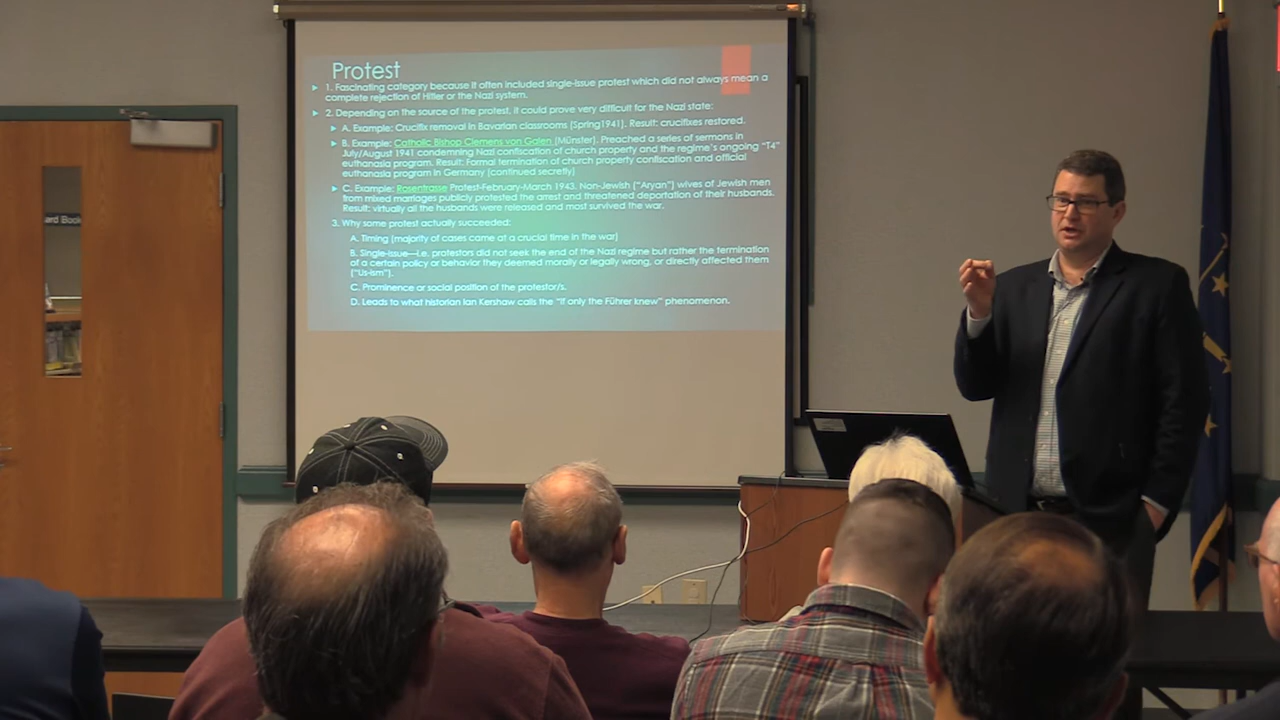 Protest
1. Fascinating category because it often included single-issue protest which did not always mean a
complete rejection of Hitler or the Nazi system.
2. Depending on the source of the protest, it could prove very difficult for the Nazi state:
A. Example: Crucifix removal in Bavarian classrooms (Spring1941). Result: crucifixes restored.
B. Example: Catholic Bishop Clemens von Galen (Münster). Preached a series of sermons in
July/August 1941 condemning Nazi confiscation of church property and the regime's ongoing "T4"
euthanasia program. Result: Formal termination of church property confiscation and official
euthanasia program in Germany (continued secretly)
C. Example: Rosentrasse Protest-February-March 1943. Non-Jewish ("Aryan") wives of Jewish men
from mixed marriages publicly protested the arrest and threatened deportation of their husbands.
Result: virtually all the husbands were released and most survived the war.
3. Why some protest actually succeeded:
A. Timing (majority of cases came at a crucial time in the war)
B. Single-issue—i.e. protestors did not seek the end of the Nazi regime but rather the termination
of a certain policy or behavior they deemed morally or legally wrong, or directly affected them
("Us-ism").
C. Prominence or social position of the protestor/s.
D. Leads to what historian Ian Kershaw calls the "if only the Führer knew" phenomenon.
ard Book